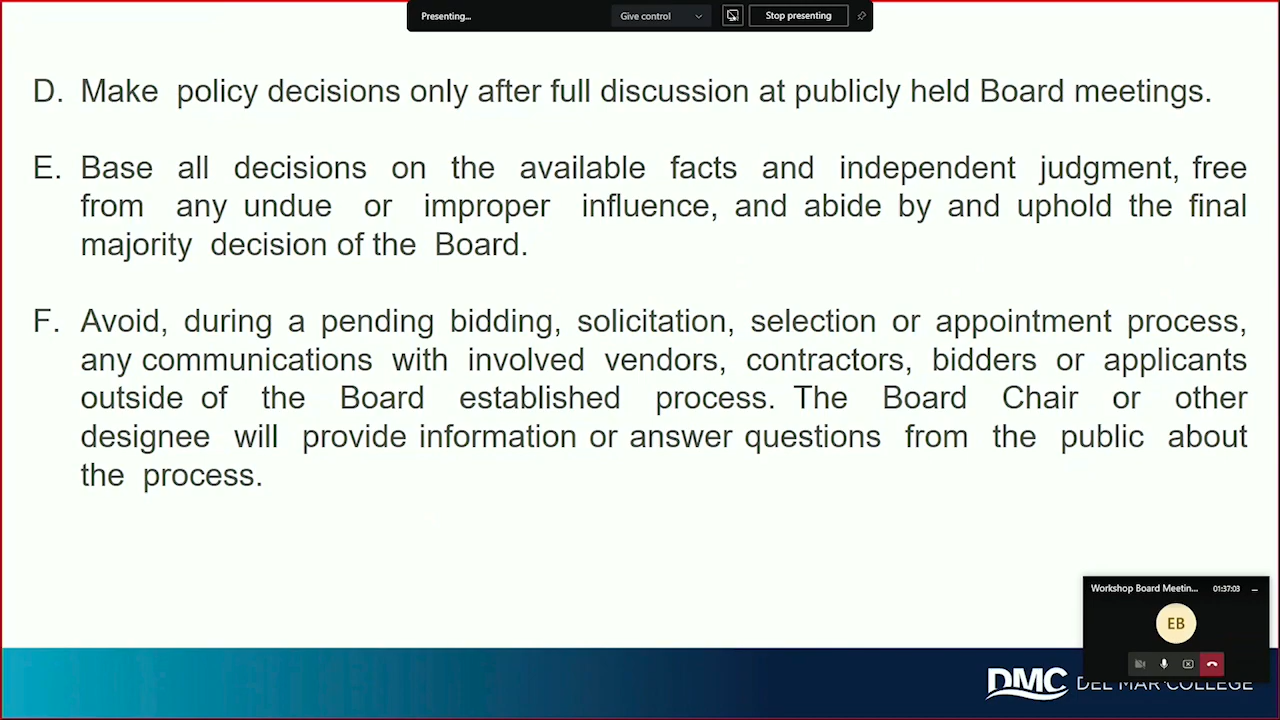 Presenting...
Give control
Stop presenting
D. Make policy decisions only after full discussion at publicly held Board meetings.
E. Base all decisions on the available facts and independent judgment, free
from any undue or improper influence, and abide by and uphold the final
majority decision of the Board.
F. Avoid, during a pending bidding, solicitation, selection or appointment process,
any communications with involved vendors, contractors, bidders or applicants
outside of the Board established process. The Board Chair or other
designee will provide information or answer questions from the public about
the process.
Workshop Board Meetin...
01:37:03
EB
DMC DEL MAR COLLEGE